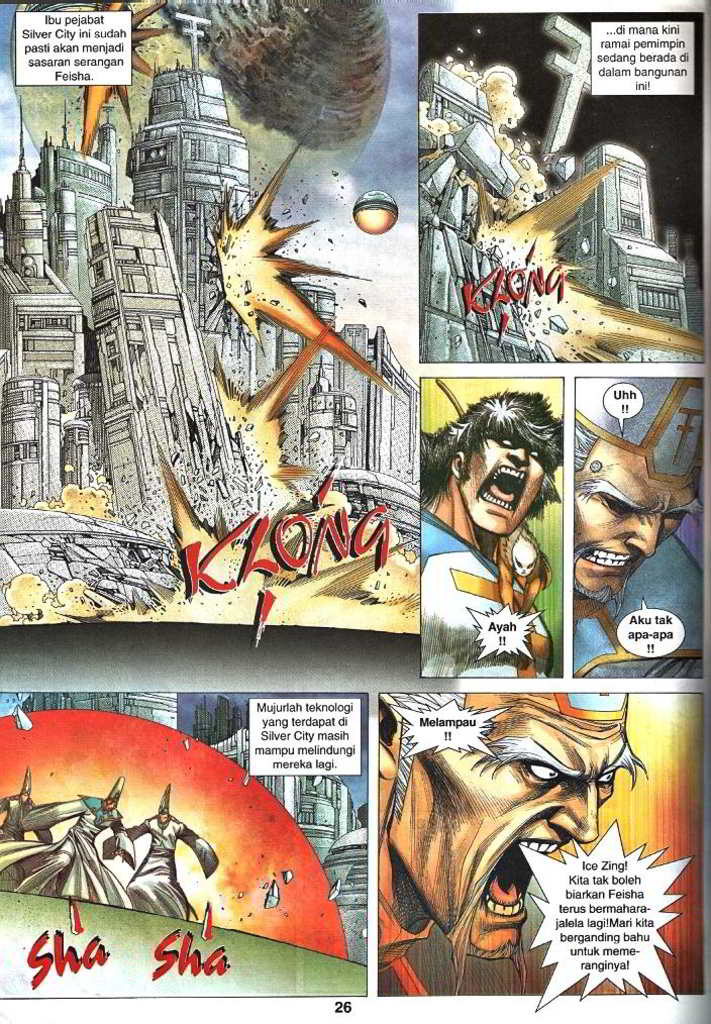 Ibu pejabat
Silver City ini sudah
pasti akan menjadi
sasaran serangan
Feisha.
KLONG
!
...di mana kini
ramai pemimpin
sedang berada di
dalam bangunan
ini!
KLONG
!
Ayah
!!
Uhh
!!
Aku tak
apa-apa
!!
Mujurlah teknologi
yang terdapat di
Silver City masih
mampu melindungi
mereka lagi.
Sha Sha
Melampau
!!
Ice Zing!
Kita tak boleh
biarkan Feisha
terus bermahara-
jalela lagi!Mari kita
berganding bahu
untuk meme-
ranginya!
26